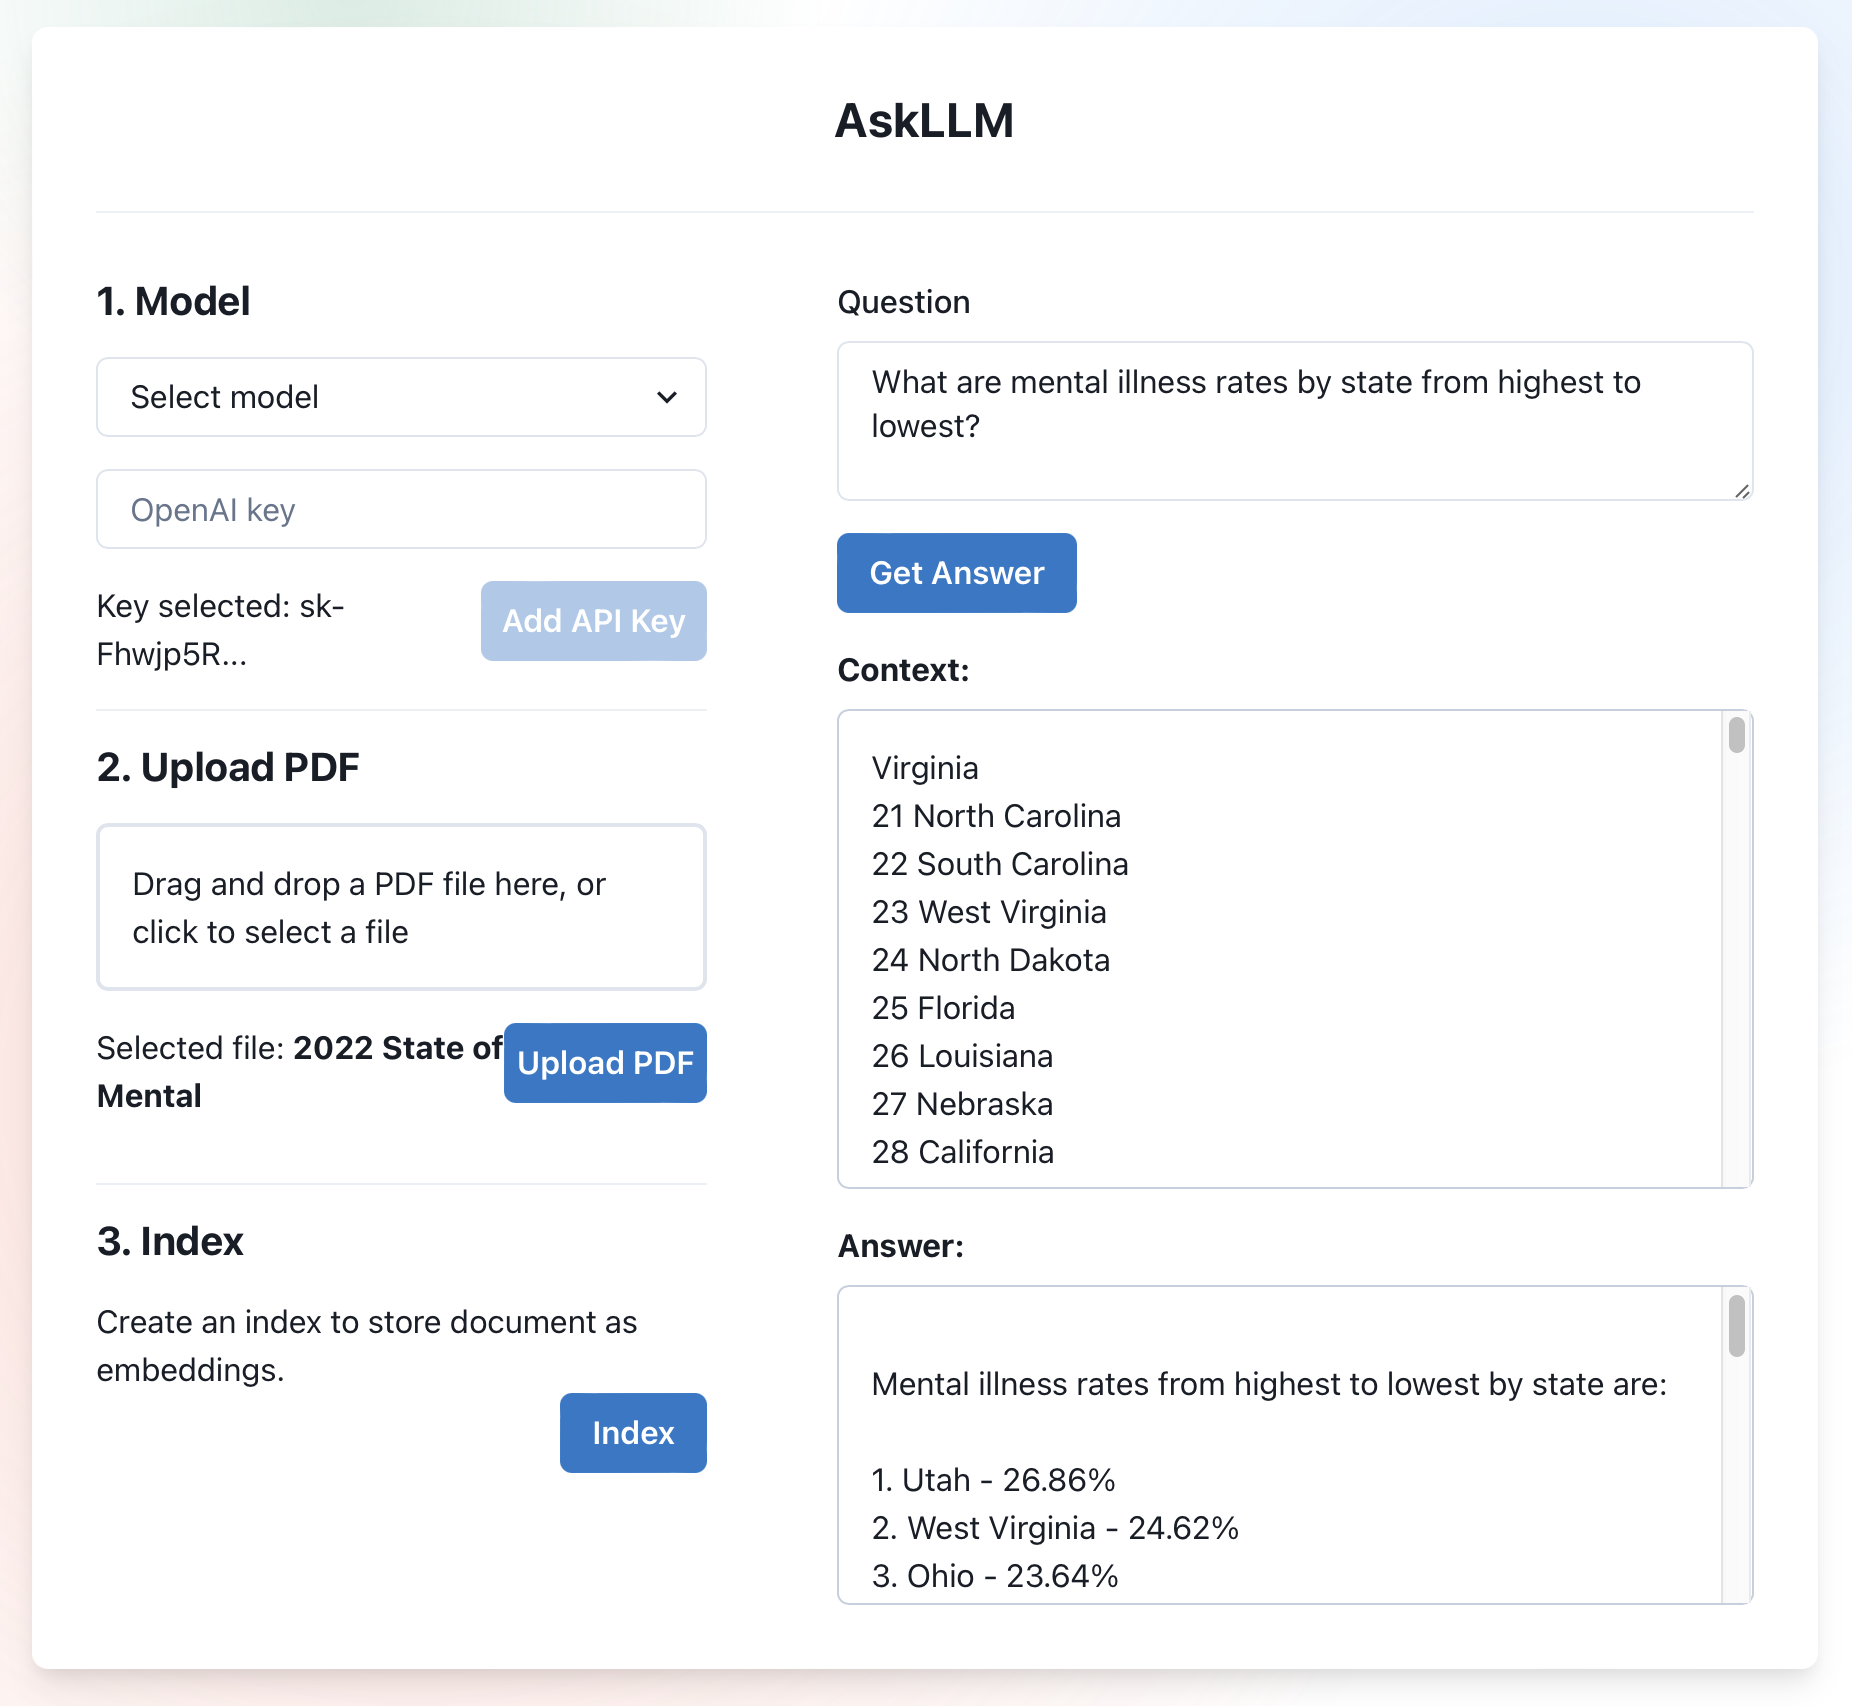 AskLLM
1. Model
Select model
OpenAI key
Key selected: sk-
Fhwjp5R...
Add API Key
2. Upload PDF
Drag and drop a PDF file here, or
click to select a file
Selected file: 2022 State of
Mental
Upload PDF
3. Index
Create an index to store document as
embeddings.
Index
Question
What are mental illness rates by state from highest to
lowest?
Get Answer
Context:
Virginia
21 North Carolina
22 South Carolina
23 West Virginia
24 North Dakota
25 Florida
26 Louisiana
27 Nebraska
28 California
Answer:
Mental illness rates from highest to lowest by state are:
1. Utah - 26.86%
2. West Virginia - 24.62%
3. Ohio - 23.64%